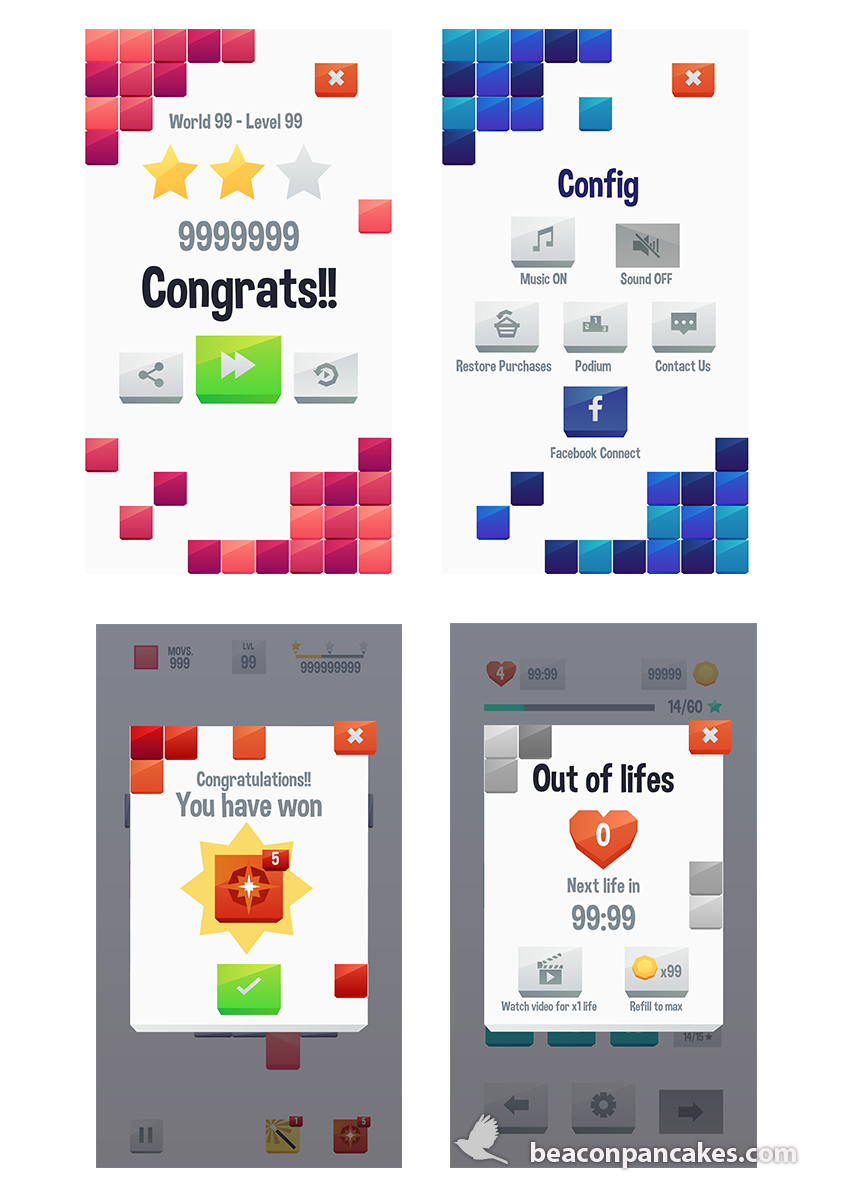 World 99 - Level 99
9999999
Congrats!!
Config
Music ON
Sound OFF
1
2
3
Restore Purchases
Podium
Contact Us
f
Facebook Connect
MOVS.
999
LVL
99
999999999
Congratulations!!
You have won
5
1
5
4
99:99
99999
14/60
Out of lifes
0
Next life in
99:99
x99
Watch video for x1 life
Refill to max
14/15
beaconpancakes.com